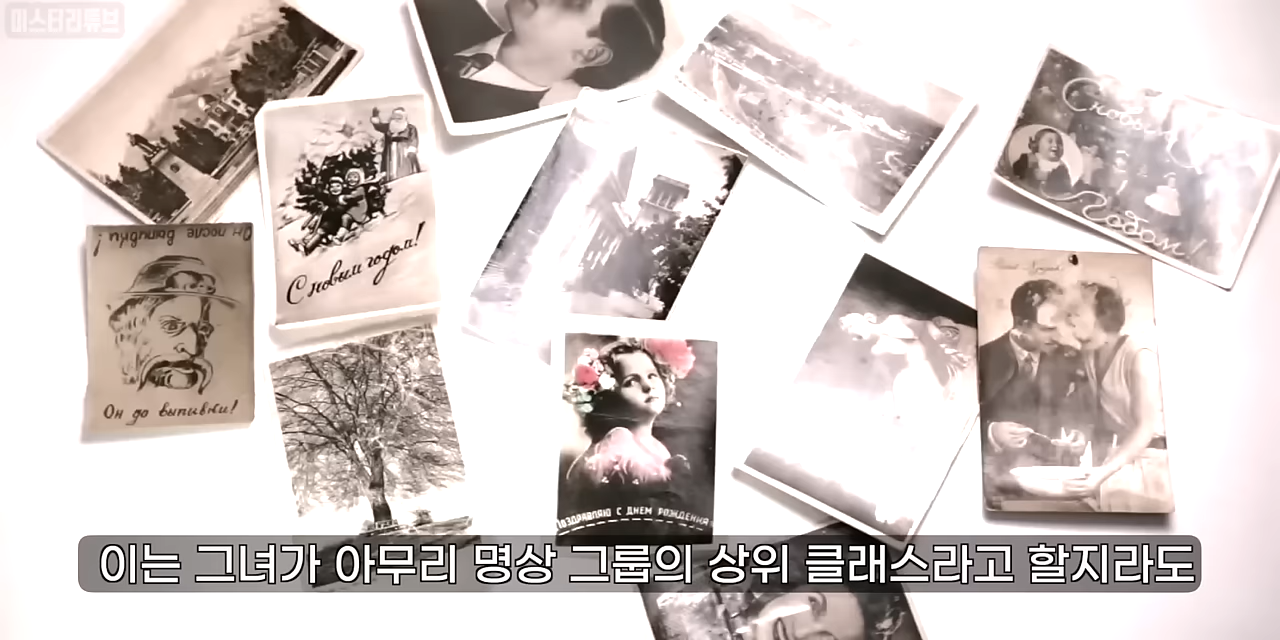 미스터리튜브
С Новым
Годом!
Он после выпивки!
С новым годом!
Он до выпивки!
ПОЗДРАВЛЯЮ С ДНЕМ РОЖДЕНИЯ
이는 그녀가 아무리 명상 그룹의 상위 클래스라고 할지라도